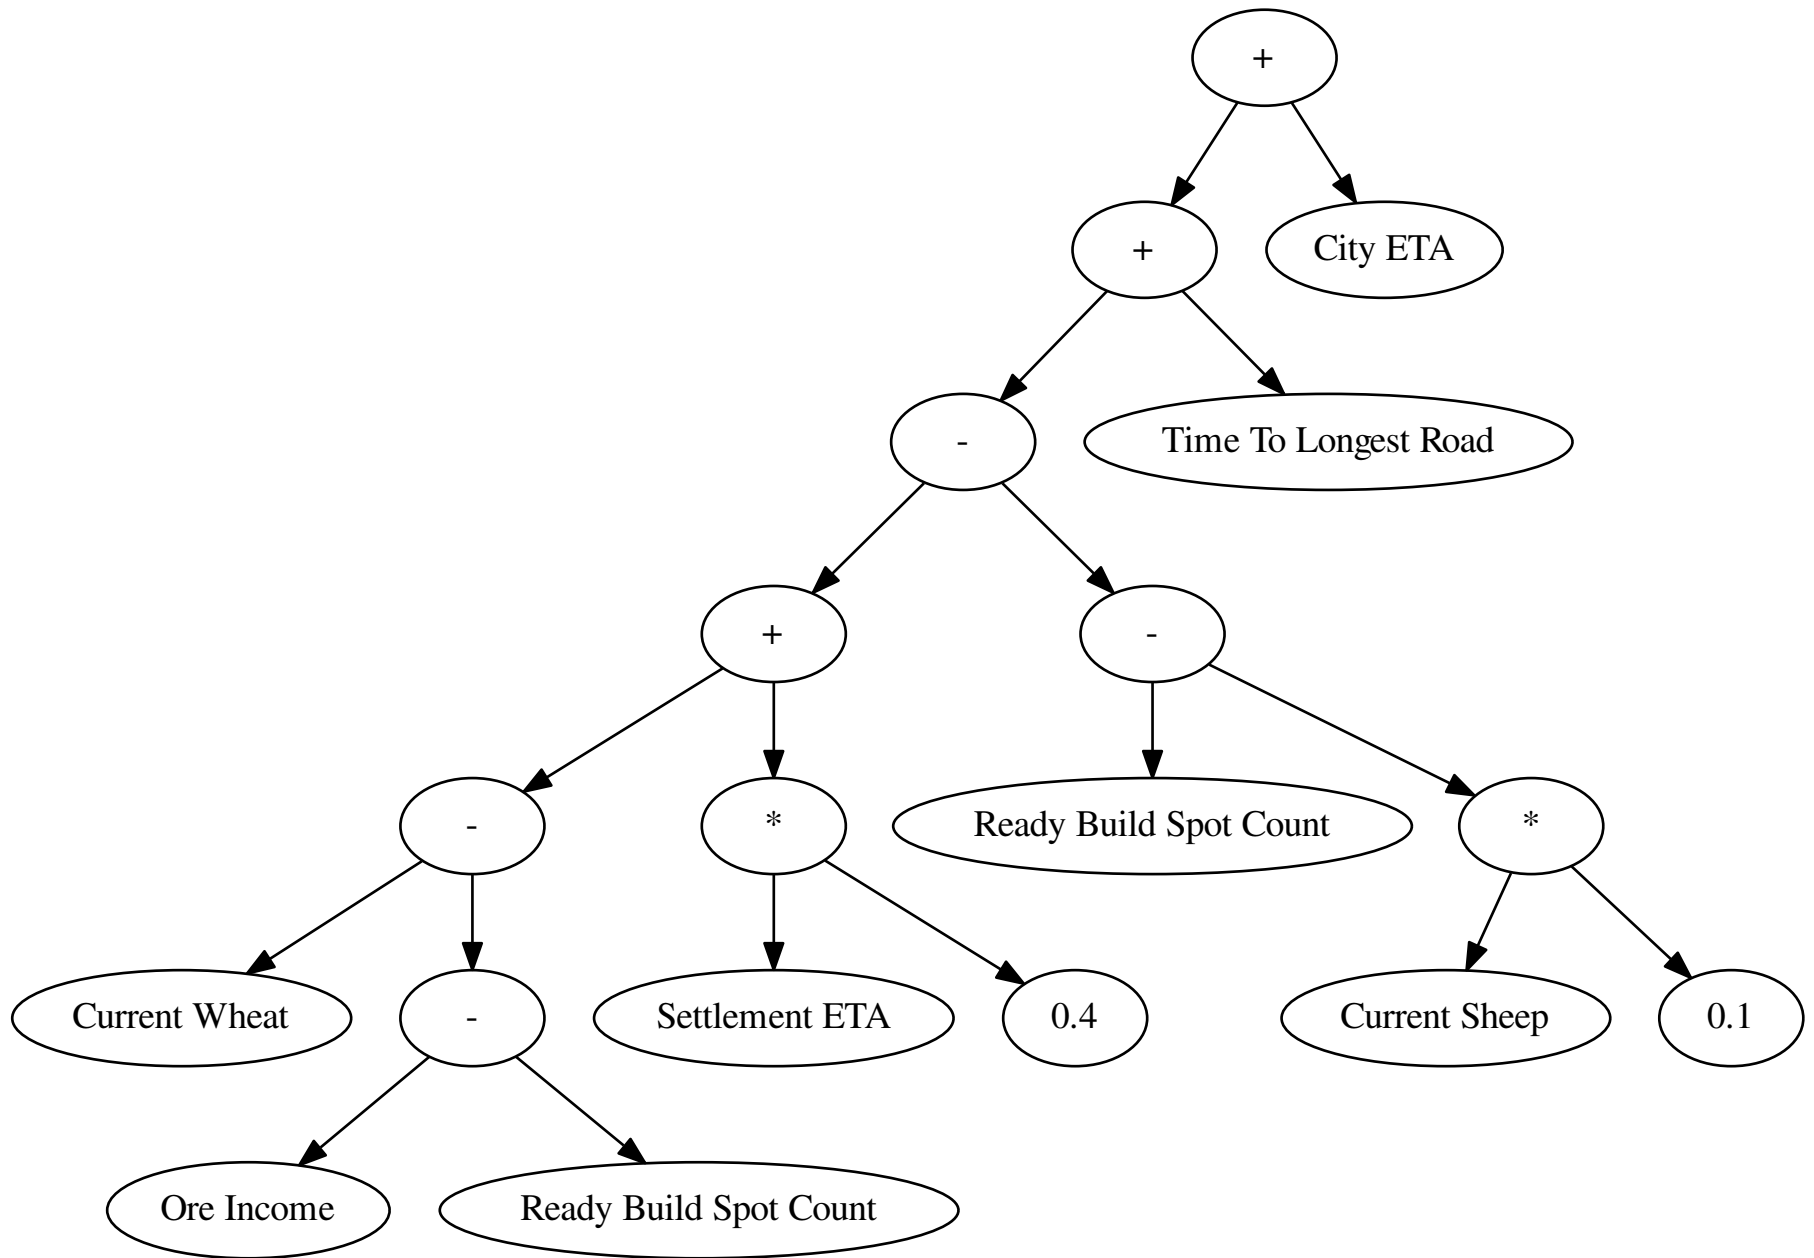 +
+
City ETA
-
Time To Longest Road
+
-
-
*
Ready Build Spot Count
*
Current Wheat
-
Settlement ETA
0.4
Current Sheep
0.1
Ore Income
Ready Build Spot Count